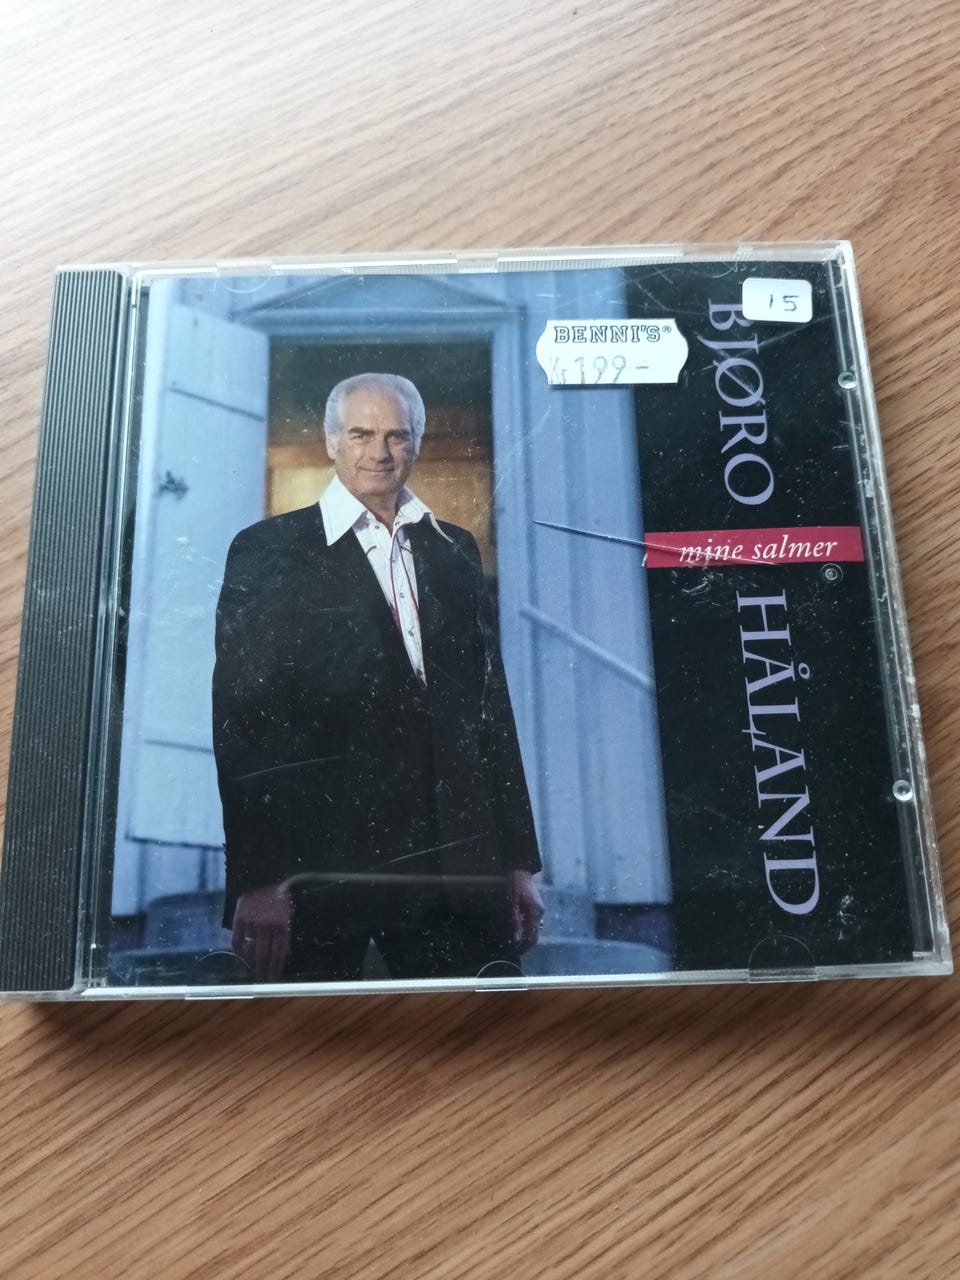 15
BENNI'S®
Kr 199-
BJØRO
mine salmer
HÅLAND